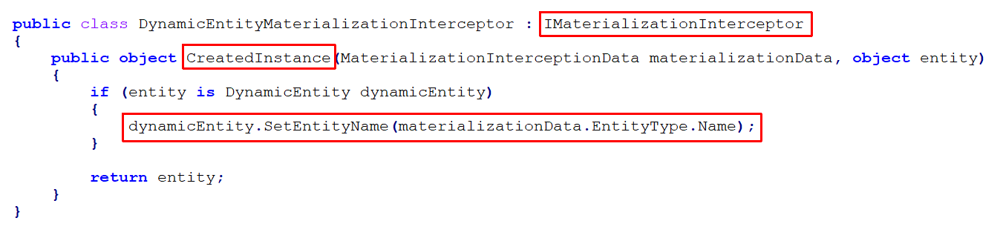 public class DynamicEntityMaterializationInterceptor : IMaterializationInterceptor
{
    public object CreatedInstance(MaterializationInterceptionData materializationData, object entity)
    {
        if (entity is DynamicEntity dynamicEntity)
        {
            dynamicEntity.SetEntityName(materializationData.EntityType.Name);
        }
        return entity;
    }
}